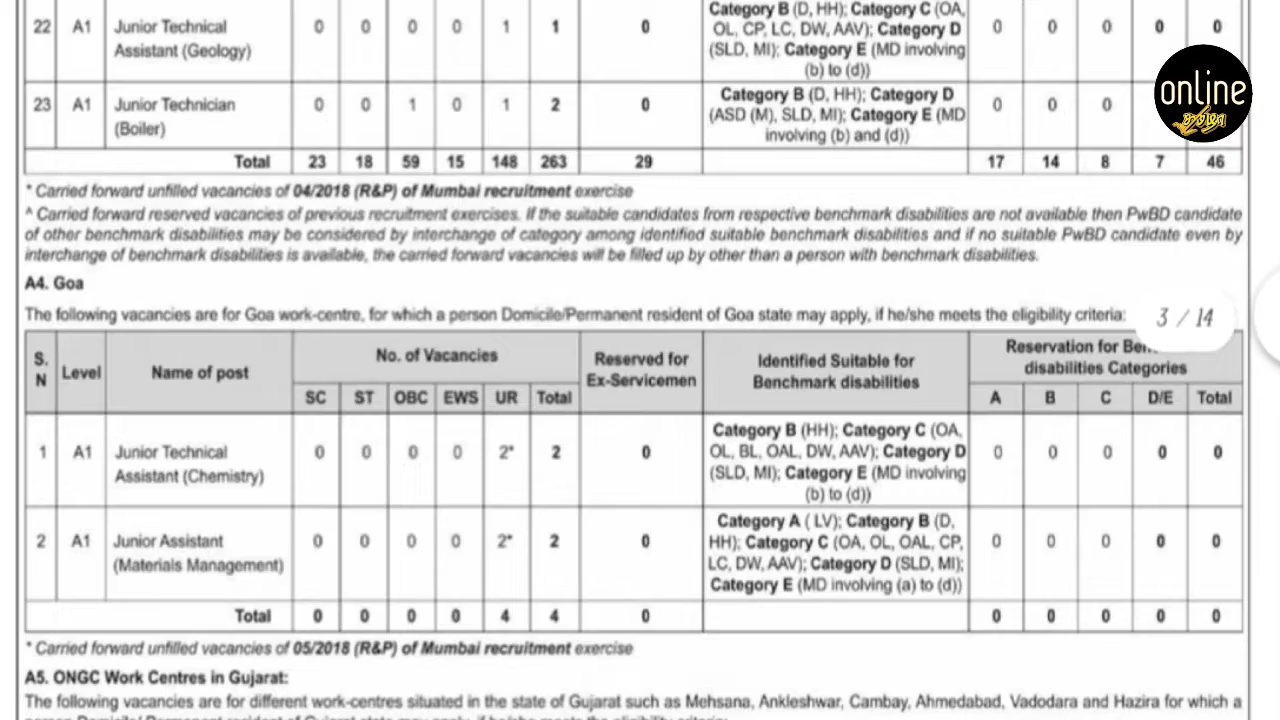 22 A1 Junior Technical Assistant (Geology) 0 0 0 0 1 1 0 Category B (D, HH); Category C (OA, OL, CP, LC, DW, AAV); Category D (SLD, MI); Category E (MD involving (b) to (d)) 0 0 0 0 0
23 A1 Junior Technician (Boiler) 0 0 1 0 1 2 0 Category B (D, HH); Category D (ASD (M), SLD, MI); Category E (MD involving (b) and (d)) 0 0 0
Total 23 18 59 15 148 263 29 17 14 8 7 46
online
தமிழா
* Carried forward unfilled vacancies of 04/2018 (R&P) of Mumbai recruitment exercise
^ Carried forward reserved vacancies of previous recruitment exercises. If the suitable candidates from respective benchmark disabilities are not available then PwBD candidate
of other benchmark disabilities may be considered by interchange of category among identified suitable benchmark disabilities and if no suitable PwBD candidate even by
interchange of benchmark disabilities is available, the carried forward vacancies will be filled up by other than a person with benchmark disabilities.
A4. Goa
The following vacancies are for Goa work-centre, for which a person Domicile/Permanent resident of Goa state may apply, if he/she meets the eligibility criteria:
3 / 14
S. N Level Name of post No. of Vacancies Reserved for Ex-Servicemen Identified Suitable for Benchmark disabilities Reservation for disabilities Categories
SC ST OBC EWS UR Total A B C D/E Total
1 A1 Junior Technical Assistant (Chemistry) 0 0 0 0 2* 2 0 Category B (HH); Category C (OA, OL, BL, OAL, DW, AAV); Category D (SLD, MI); Category E (MD involving (b) to (d)) 0 0 0 0 0
2 A1 Junior Assistant (Materials Management) 0 0 0 0 2* 2 0 Category A ( LV); Category B (D, HH); Category C (OA, OL, OAL, CP, LC, DW, AAV); Category D (SLD, MI); Category E (MD involving (a) to (d)) 0 0 0 0 0
Total 0 0 0 0 4 4 0 0 0 0 0 0
* Carried forward unfilled vacancies of 05/2018 (R&P) of Mumbai recruitment exercise
A5. ONGC Work Centres in Gujarat:
The following vacancies are for different work-centres situated in the state of Gujarat such as Mehsana, Ankleshwar, Cambay, Ahmedabad, Vadodara and Hazira for which a